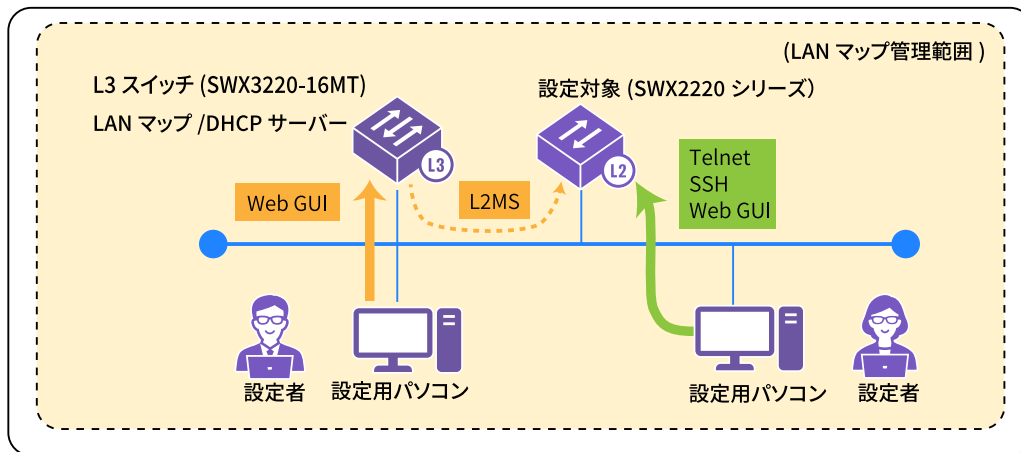 (LAN マップ管理範囲 )
L3 スイッチ (SWX3220-16MT)
LAN マップ /DHCP サーバー
設定対象 (SWX2220 シリーズ）
L3
L2
Web GUI
L2MS
Telnet
SSH
Web GUI
設定者
設定用パソコン
設定用パソコン
設定者